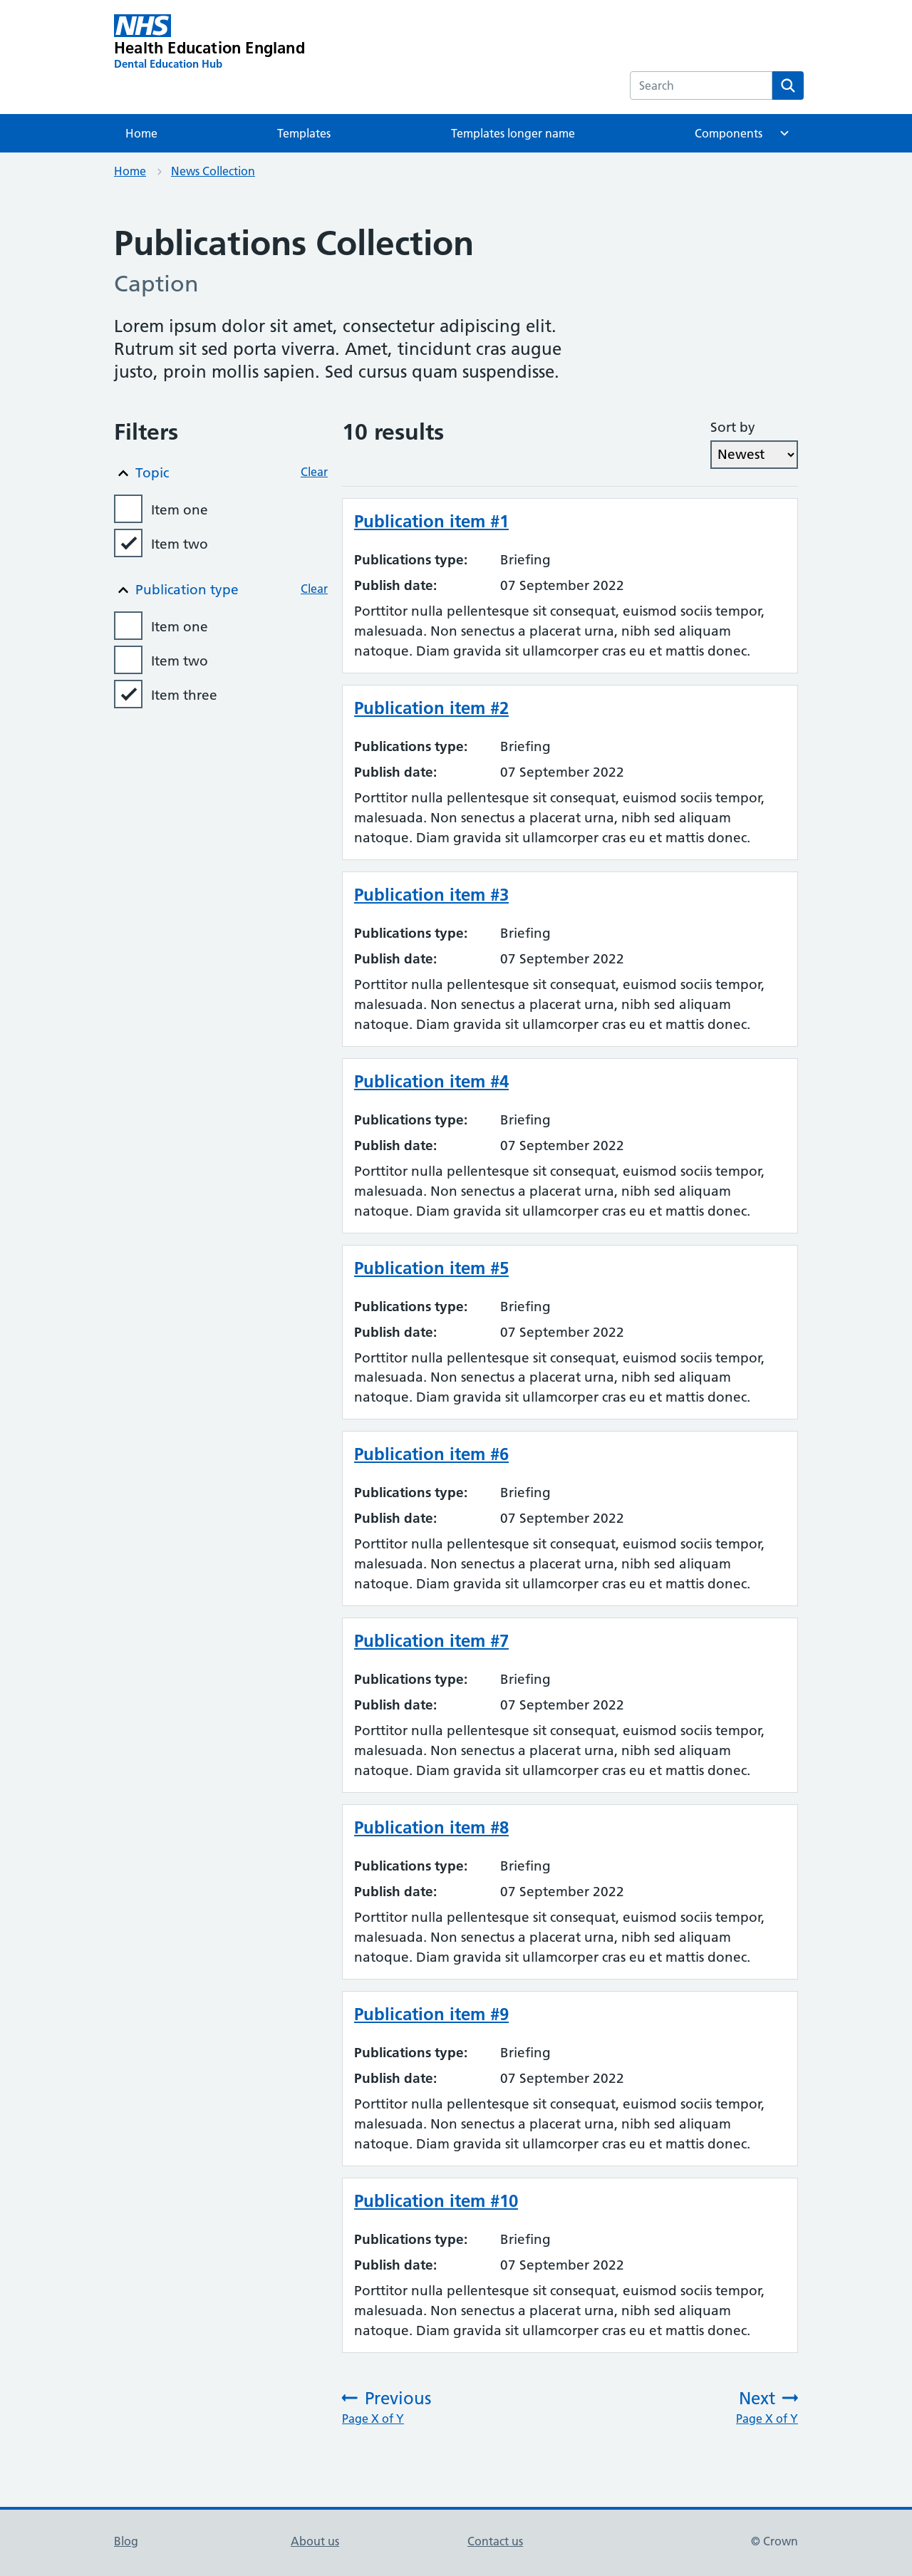 NHS
Health Education England
Dental Education Hub
Search
Home
Templates
Templates longer name
Components
Home
News Collection
Publications Collection
Caption
Lorem ipsum dolor sit amet, consectetur adipiscing elit.
Rutrum sit sed porta viverra. Amet, tincidunt cras augue
justo, proin mollis sapien. Sed cursus quam suspendisse.
Filters
Topic
Clear
Item one
Item two
Publication type
Clear
Item one
Item two
Item three
10 results
Sort by
Newest
Publication item #1
Publications type: Briefing
Publish date: 07 September 2022
Porttitor nulla pellentesque sit consequat, euismod sociis tempor,
malesuada. Non senectus a placerat urna, nibh sed aliquam
natoque. Diam gravida sit ullamcorper cras eu et mattis donec.
Publication item #2
Publications type: Briefing
Publish date: 07 September 2022
Porttitor nulla pellentesque sit consequat, euismod sociis tempor,
malesuada. Non senectus a placerat urna, nibh sed aliquam
natoque. Diam gravida sit ullamcorper cras eu et mattis donec.
Publication item #3
Publications type: Briefing
Publish date: 07 September 2022
Porttitor nulla pellentesque sit consequat, euismod sociis tempor,
malesuada. Non senectus a placerat urna, nibh sed aliquam
natoque. Diam gravida sit ullamcorper cras eu et mattis donec.
Publication item #4
Publications type: Briefing
Publish date: 07 September 2022
Porttitor nulla pellentesque sit consequat, euismod sociis tempor,
malesuada. Non senectus a placerat urna, nibh sed aliquam
natoque. Diam gravida sit ullamcorper cras eu et mattis donec.
Publication item #5
Publications type: Briefing
Publish date: 07 September 2022
Porttitor nulla pellentesque sit consequat, euismod sociis tempor,
malesuada. Non senectus a placerat urna, nibh sed aliquam
natoque. Diam gravida sit ullamcorper cras eu et mattis donec.
Publication item #6
Publications type: Briefing
Publish date: 07 September 2022
Porttitor nulla pellentesque sit consequat, euismod sociis tempor,
malesuada. Non senectus a placerat urna, nibh sed aliquam
natoque. Diam gravida sit ullamcorper cras eu et mattis donec.
Publication item #7
Publications type: Briefing
Publish date: 07 September 2022
Porttitor nulla pellentesque sit consequat, euismod sociis tempor,
malesuada. Non senectus a placerat urna, nibh sed aliquam
natoque. Diam gravida sit ullamcorper cras eu et mattis donec.
Publication item #8
Publications type: Briefing
Publish date: 07 September 2022
Porttitor nulla pellentesque sit consequat, euismod sociis tempor,
malesuada. Non senectus a placerat urna, nibh sed aliquam
natoque. Diam gravida sit ullamcorper cras eu et mattis donec.
Publication item #9
Publications type: Briefing
Publish date: 07 September 2022
Porttitor nulla pellentesque sit consequat, euismod sociis tempor,
malesuada. Non senectus a placerat urna, nibh sed aliquam
natoque. Diam gravida sit ullamcorper cras eu et mattis donec.
Publication item #10
Publications type: Briefing
Publish date: 07 September 2022
Porttitor nulla pellentesque sit consequat, euismod sociis tempor,
malesuada. Non senectus a placerat urna, nibh sed aliquam
natoque. Diam gravida sit ullamcorper cras eu et mattis donec.
Previous
Page X of Y
Next
Page X of Y
Blog
About us
Contact us
© Crown